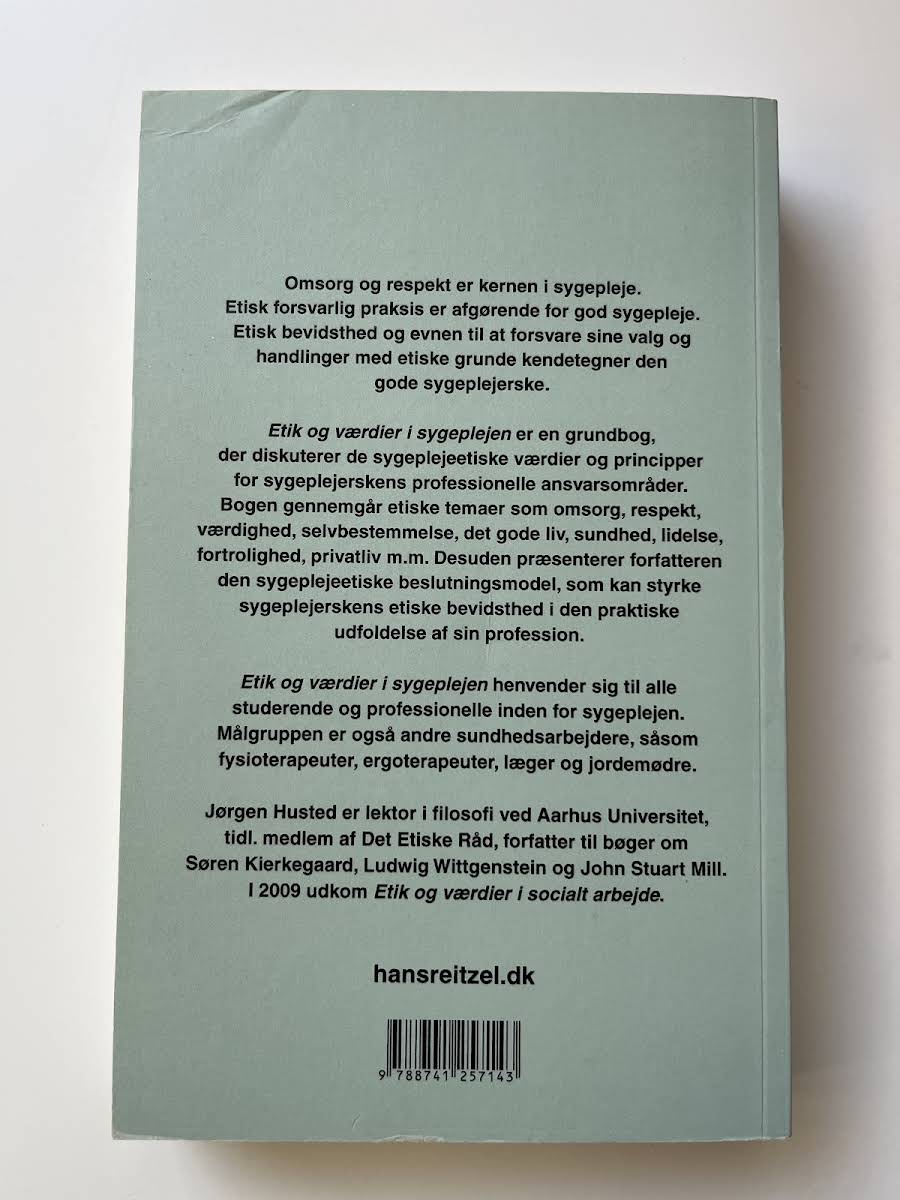 Omsorg og respekt er kernen i sygepleje.
Etisk forsvarlig praksis er afgørende for god sygepleje.
Etisk bevidsthed og evnen til at forsvare sine valg og
handlinger med etiske grunde kendetegner den
gode sygeplejerske.
Etik og værdier i sygeplejen er en grundbog,
der diskuterer de sygeplejeetiske værdier og principper
for sygeplejerskens professionelle ansvarsområder.
Bogen gennemgår etiske temaer som omsorg, respekt,
værdighed, selvbestemmelse, det gode liv, sundhed, lidelse,
fortrolighed, privatliv m.m. Desuden præsenterer forfatteren
den sygeplejeetiske beslutningsmodel, som kan styrke
sygeplejerskens etiske bevidsthed i den praktiske
udfoldelse af sin profession.
Etik og værdier i sygeplejen henvender sig til alle
studerende og professionelle inden for sygeplejen.
Målgruppen er også andre sundhedsarbejdere, såsom
fysioterapeuter, ergoterapeuter, læger og jordemødre.
Jørgen Husted er lektor i filosofi ved Aarhus Universitet,
tidl. medlem af Det Etiske Råd, forfatter til bøger om
Søren Kierkegaard, Ludwig Wittgenstein og John Stuart Mill.
I 2009 udkom Etik og værdier i socialt arbejde.
hansreitzel.dk
9 788741 257143